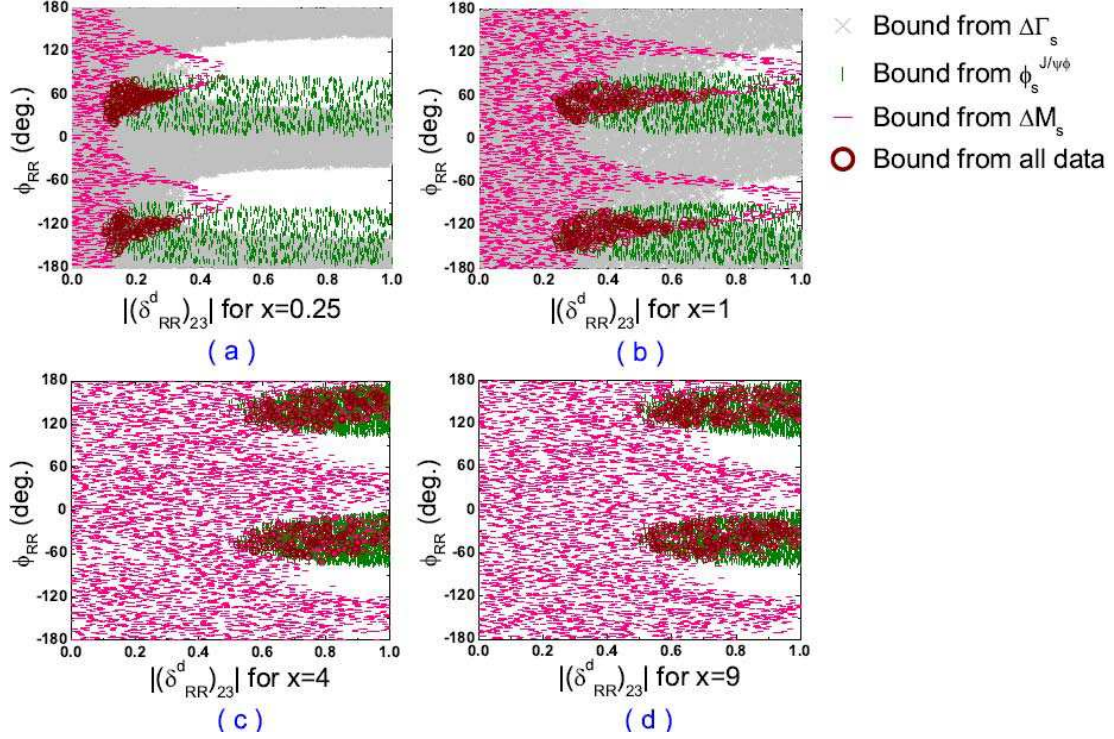 180
120
60
0
-60
-120
-180
ϕRR (deg.)
0.0 0.2 0.4 0.6 0.8 1.0
|(δᵈRR)₂₃| for x=0.25
( a )
180
120
60
0
-60
-120
-180
ϕRR (deg.)
0.0 0.2 0.4 0.6 0.8 1.0
|(δᵈRR)₂₃| for x=1
( b )
Bound from ΔΓs
Bound from ϕs J/ψϕ
Bound from ΔMs
Bound from all data
180
120
60
0
-60
-120
-180
ϕRR (deg.)
0.0 0.2 0.4 0.6 0.8 1.0
|(δᵈRR)₂₃| for x=4
( c )
180
120
60
0
-60
-120
-180
ϕRR (deg.)
0.0 0.2 0.4 0.6 0.8 1.0
|(δᵈRR)₂₃| for x=9
( d )